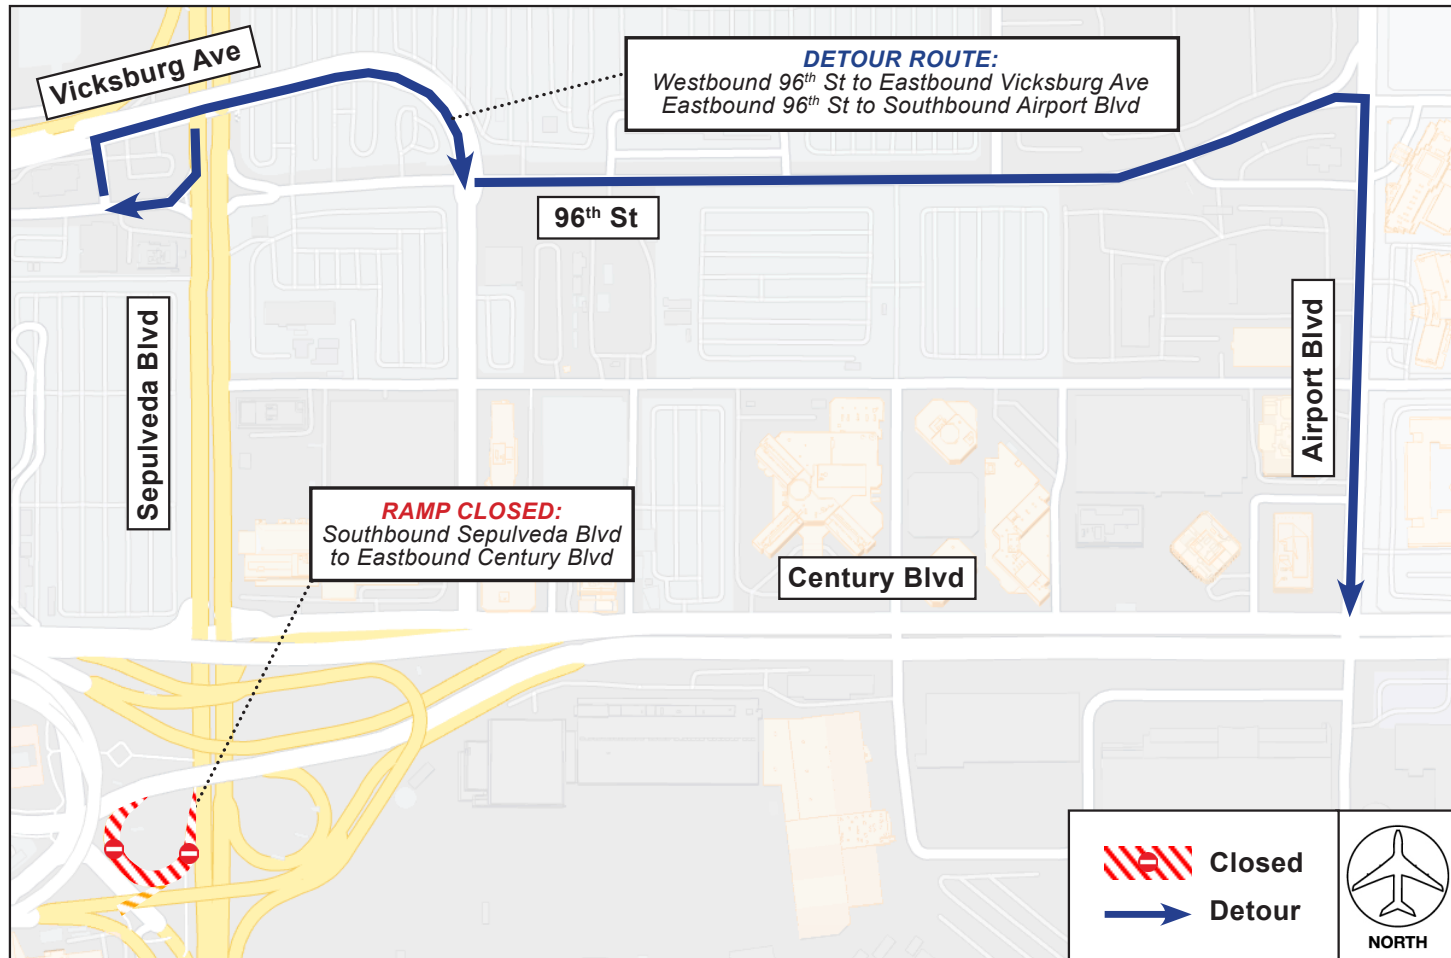 Vicksburg Ave
DETOUR ROUTE:
Westbound 96th St to Eastbound Vicksburg Ave
Eastbound 96th St to Southbound Airport Blvd
96th St
Sepulveda Blvd
Airport Blvd
RAMP CLOSED:
Southbound Sepulveda Blvd
to Eastbound Century Blvd
Century Blvd
Closed
Detour
NORTH